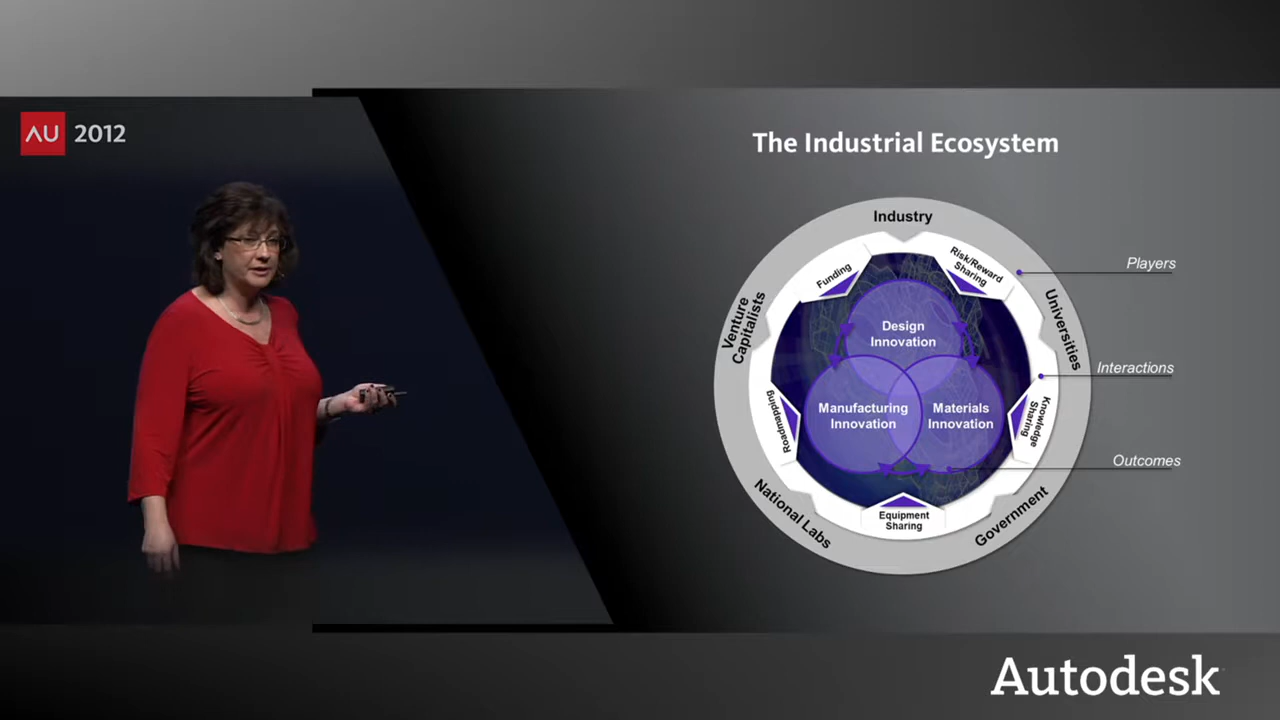 AU 2012
The Industrial Ecosystem
Industry
Funding
Risk/Reward
Sharing
Players
Venture
Capitalists
Universities
Design
Innovation
Interactions
Roadmapping
Manufacturing
Innovation
Materials
Innovation
Knowledge
Sharing
Outcomes
National Labs
Equipment
Sharing
Government
Autodesk